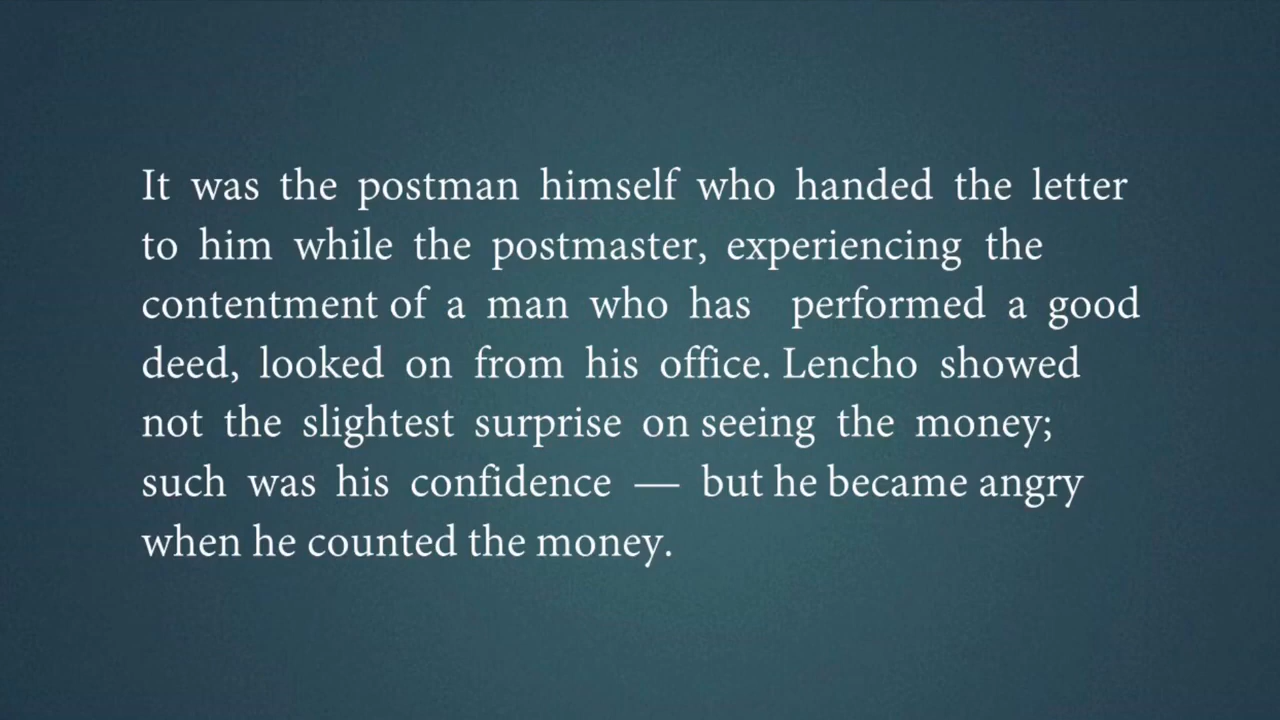 It was the postman himself who handed the letter
to him while the postmaster, experiencing the
contentment of a man who has performed a good
deed, looked on from his office. Lencho showed
not the slightest surprise on seeing the money;
such was his confidence — but he became angry
when he counted the money.